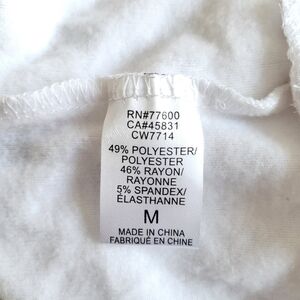 RN#77600
CA#45831
CW7714
49% POLYESTER/
POLYESTER
46% RAYON/
RAYONNE
5% SPANDEX/
ÉLASTHANNE
M
MADE IN CHINA
FABRIQUÉ EN CHINE